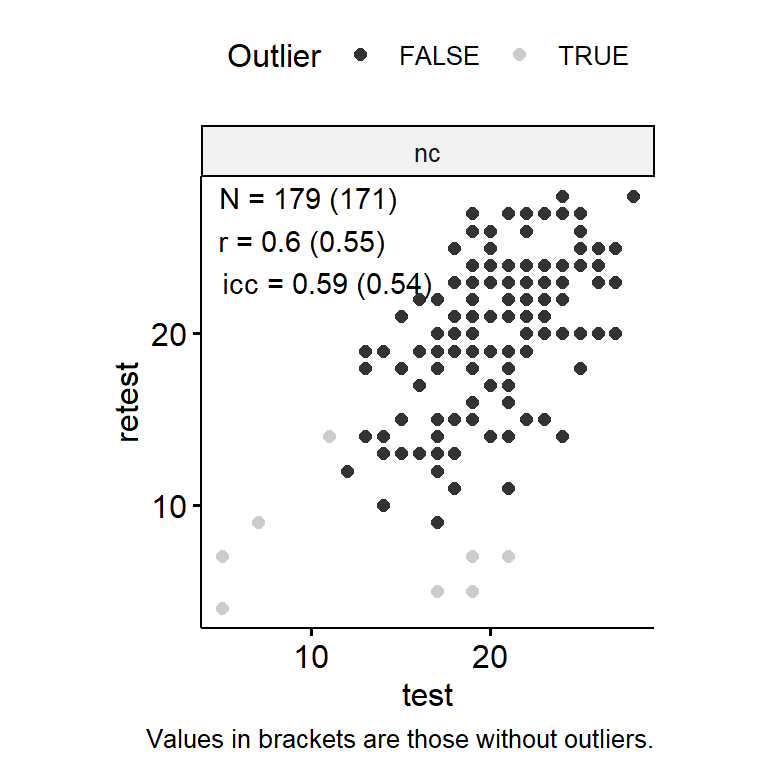 Outlier FALSE TRUE
nc
N = 179 (171)
r = 0.6 (0.55)
icc = 0.59 (0.54)
20
10
retest
10 20
test
Values in brackets are those without outliers.